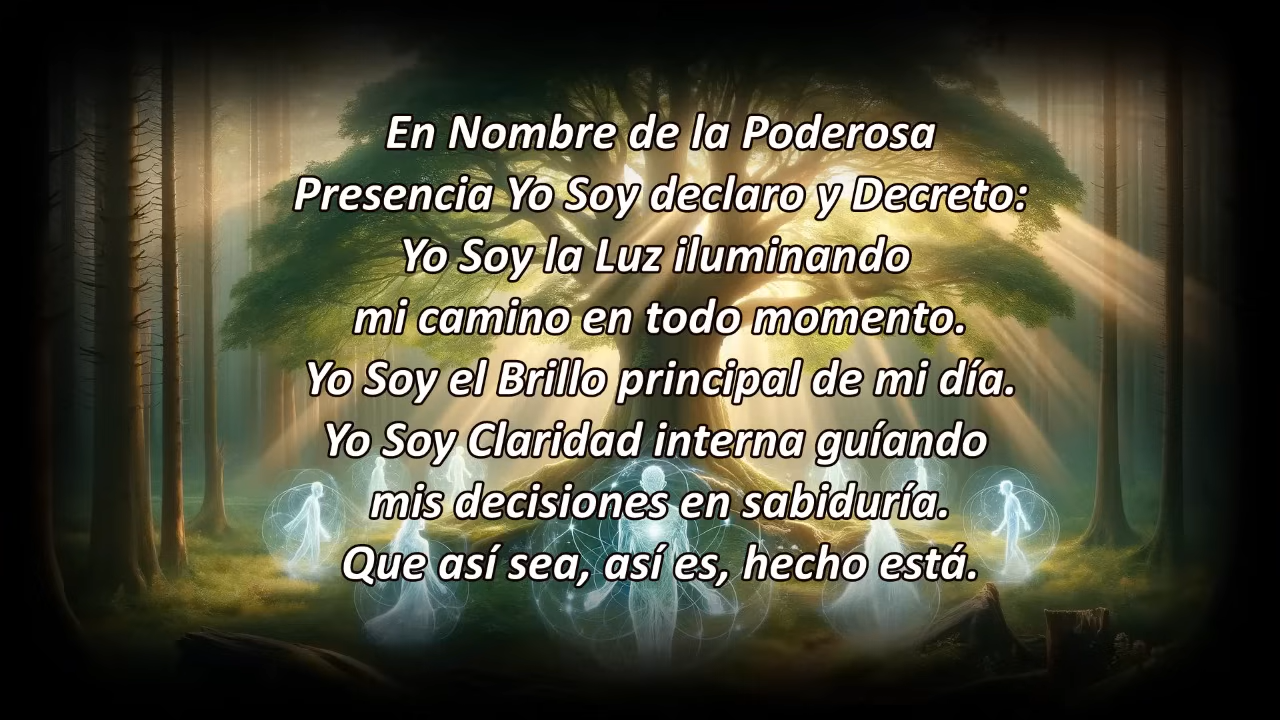 En Nombre de la Poderosa
Presencia Yo Soy declaro y Decreto:
Yo Soy la Luz iluminando
mi camino en todo momento.
Yo Soy el Brillo principal de mi día.
Yo Soy Claridad interna guíando
mis decisiones en sabiduría.
Que así sea, así es, hecho está.